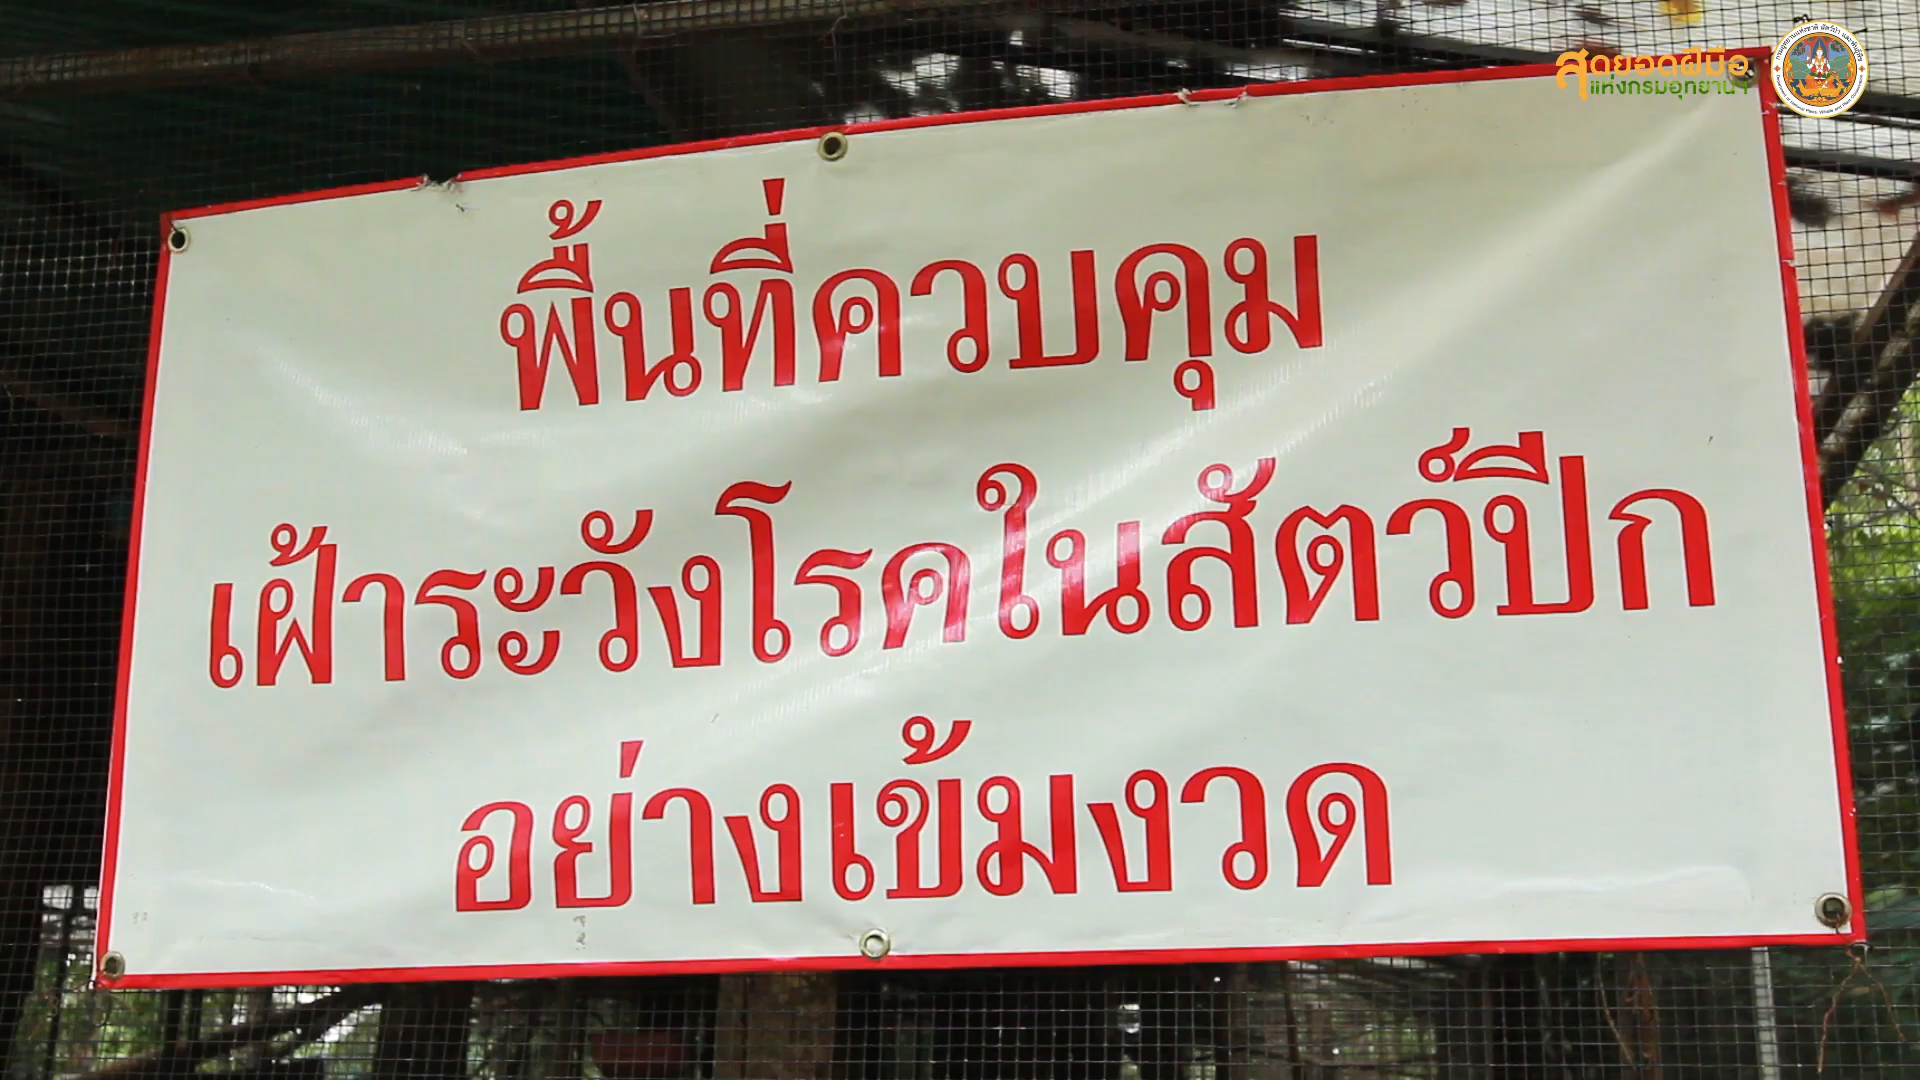 สุดยอดฝีมือ
แห่งกรมอุทยานฯ
พื้นที่ควบคุม
เฝ้าระวังโรคในสัตว์ปีก
อย่างเข้มงวด